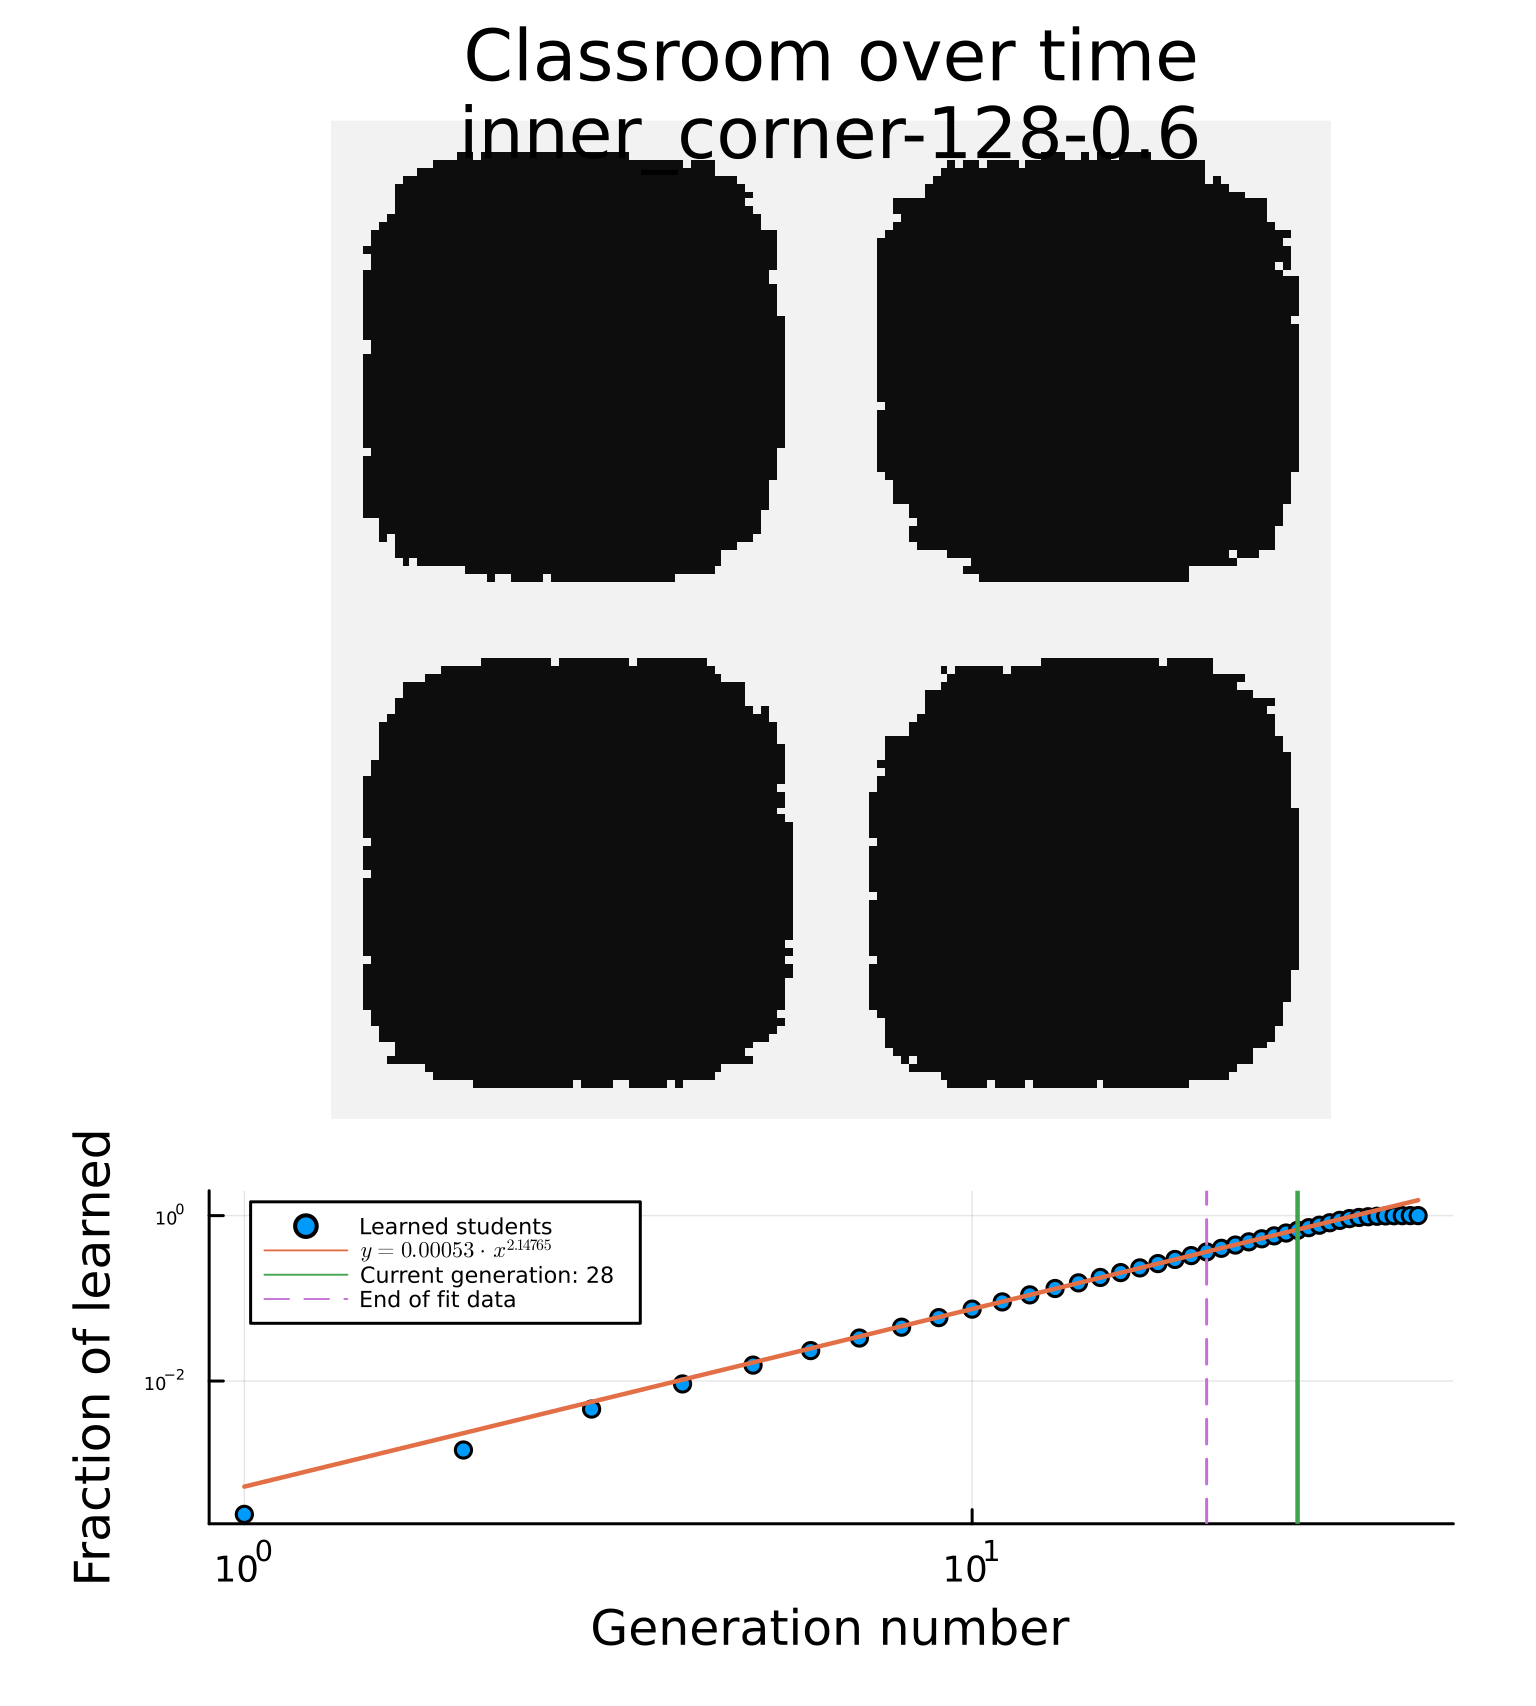 Classroom over time
inner_corner-128-0.6
Fraction of learned
10^0
10^-2
Learned students
y = 0.00053 · x^2.14765
Current generation: 28
End of fit data
10^0
10^1
Generation number